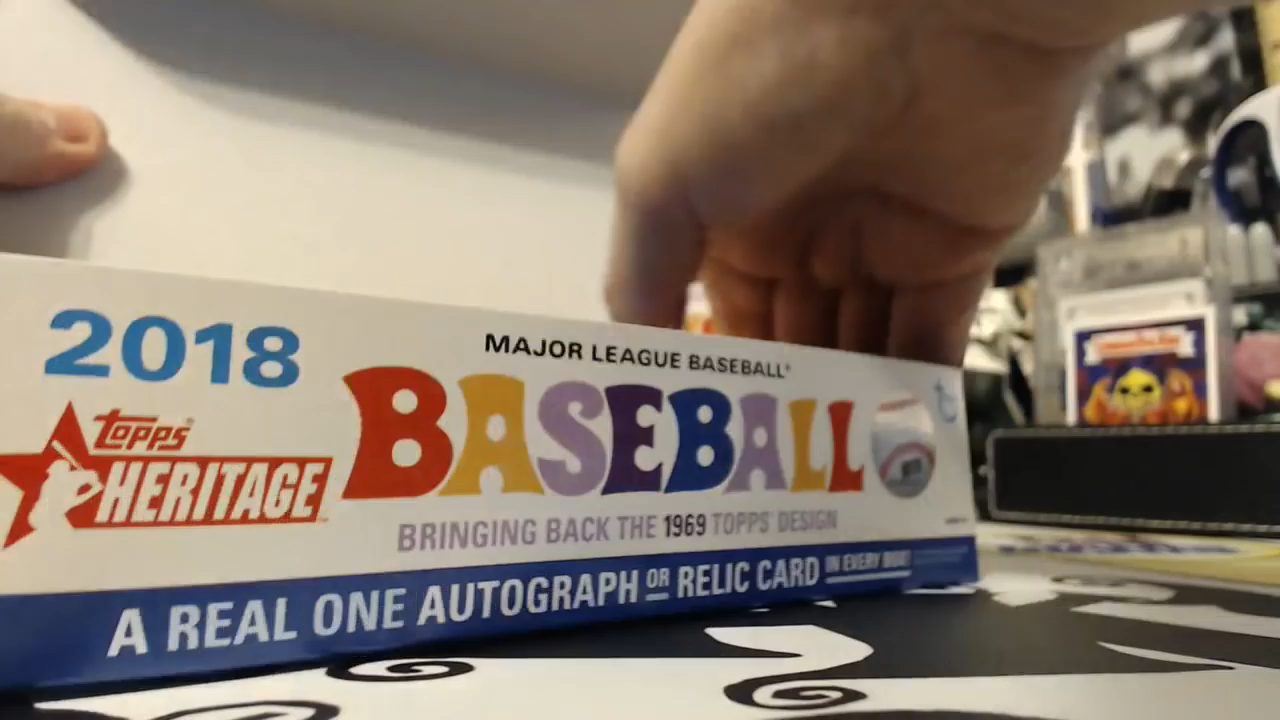 2018
MAJOR LEAGUE BASEBALL®
topps®
HERITAGE
BASEBALL
BRINGING BACK THE 1969 TOPPS® DESIGN
A REAL ONE AUTOGRAPH OR RELIC CARD IN EVERY BOX!